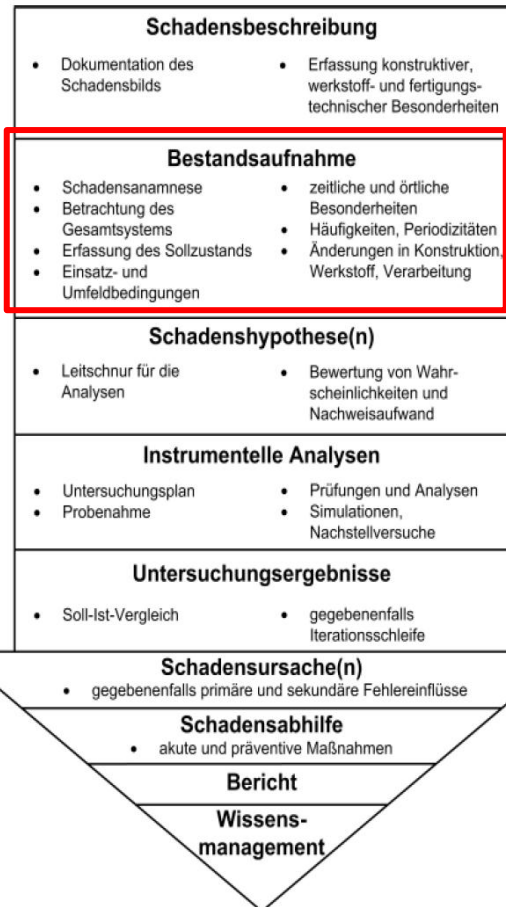 Schadensbeschreibung
• Dokumentation des
Schadensbilds
• Erfassung konstruktiver,
werkstoff- und fertigungs-
technischer Besonderheiten
Bestandsaufnahme
• Schadensanamnese
• Betrachtung des
Gesamtsystems
• Erfassung des Sollzustands
• Einsatz- und
Umfeldbedingungen
• zeitliche und örtliche
Besonderheiten
• Häufigkeiten, Periodizitäten
• Änderungen in Konstruktion,
Werkstoff, Verarbeitung
Schadenshypothese(n)
• Leitschnur für die
Analysen
• Bewertung von Wahr-
scheinlichkeiten und
Nachweisaufwand
Instrumentelle Analysen
• Untersuchungsplan
• Probenahme
• Prüfungen und Analysen
• Simulationen,
Nachstellversuche
Untersuchungsergebnisse
• Soll-Ist-Vergleich
• gegebenenfalls
Iterationsschleife
Schadensursache(n)
• gegebenenfalls primäre und sekundäre Fehlereinflüsse
Schadensabhilfe
• akute und präventive Maßnahmen
Bericht
Wissens-
management